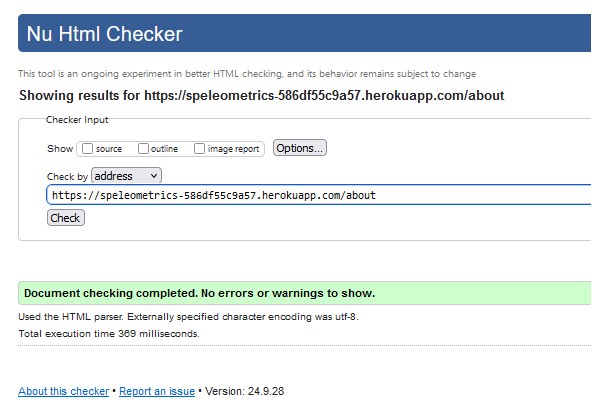 Nu Html Checker
This tool is an ongoing experiment in better HTML checking, and its behavior remains subject to change
Showing results for https://speleometrics-586df55c9a57.herokuapp.com/about
Checker Input
Show source outline image report Options...
Check by address
https://speleometrics-586df55c9a57.herokuapp.com/about
Check
Document checking completed. No errors or warnings to show.
Used the HTML parser. Externally specified character encoding was utf-8.
Total execution time 369 milliseconds.
About this checker • Report an issue • Version: 24.9.28